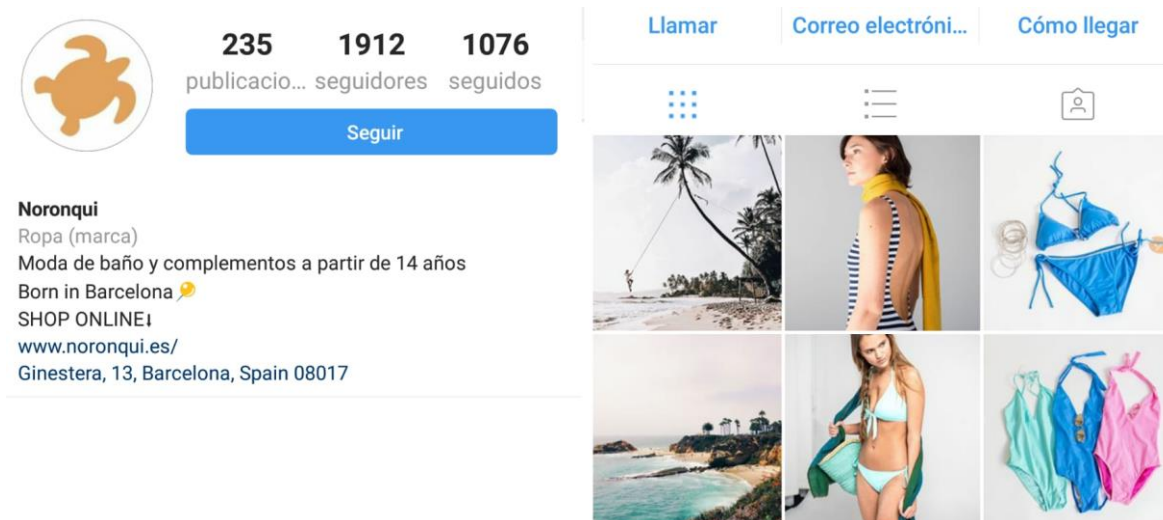 235 1912 1076
publicacio... seguidores seguidos
Seguir
Noronqui
Ropa (marca)
Moda de baño y complementos a partir de 14 años
Born in Barcelona
SHOP ONLINE
www.noronqui.es/
Ginestera, 13, Barcelona, Spain 08017
Llamar Correo electróni... Cómo llegar